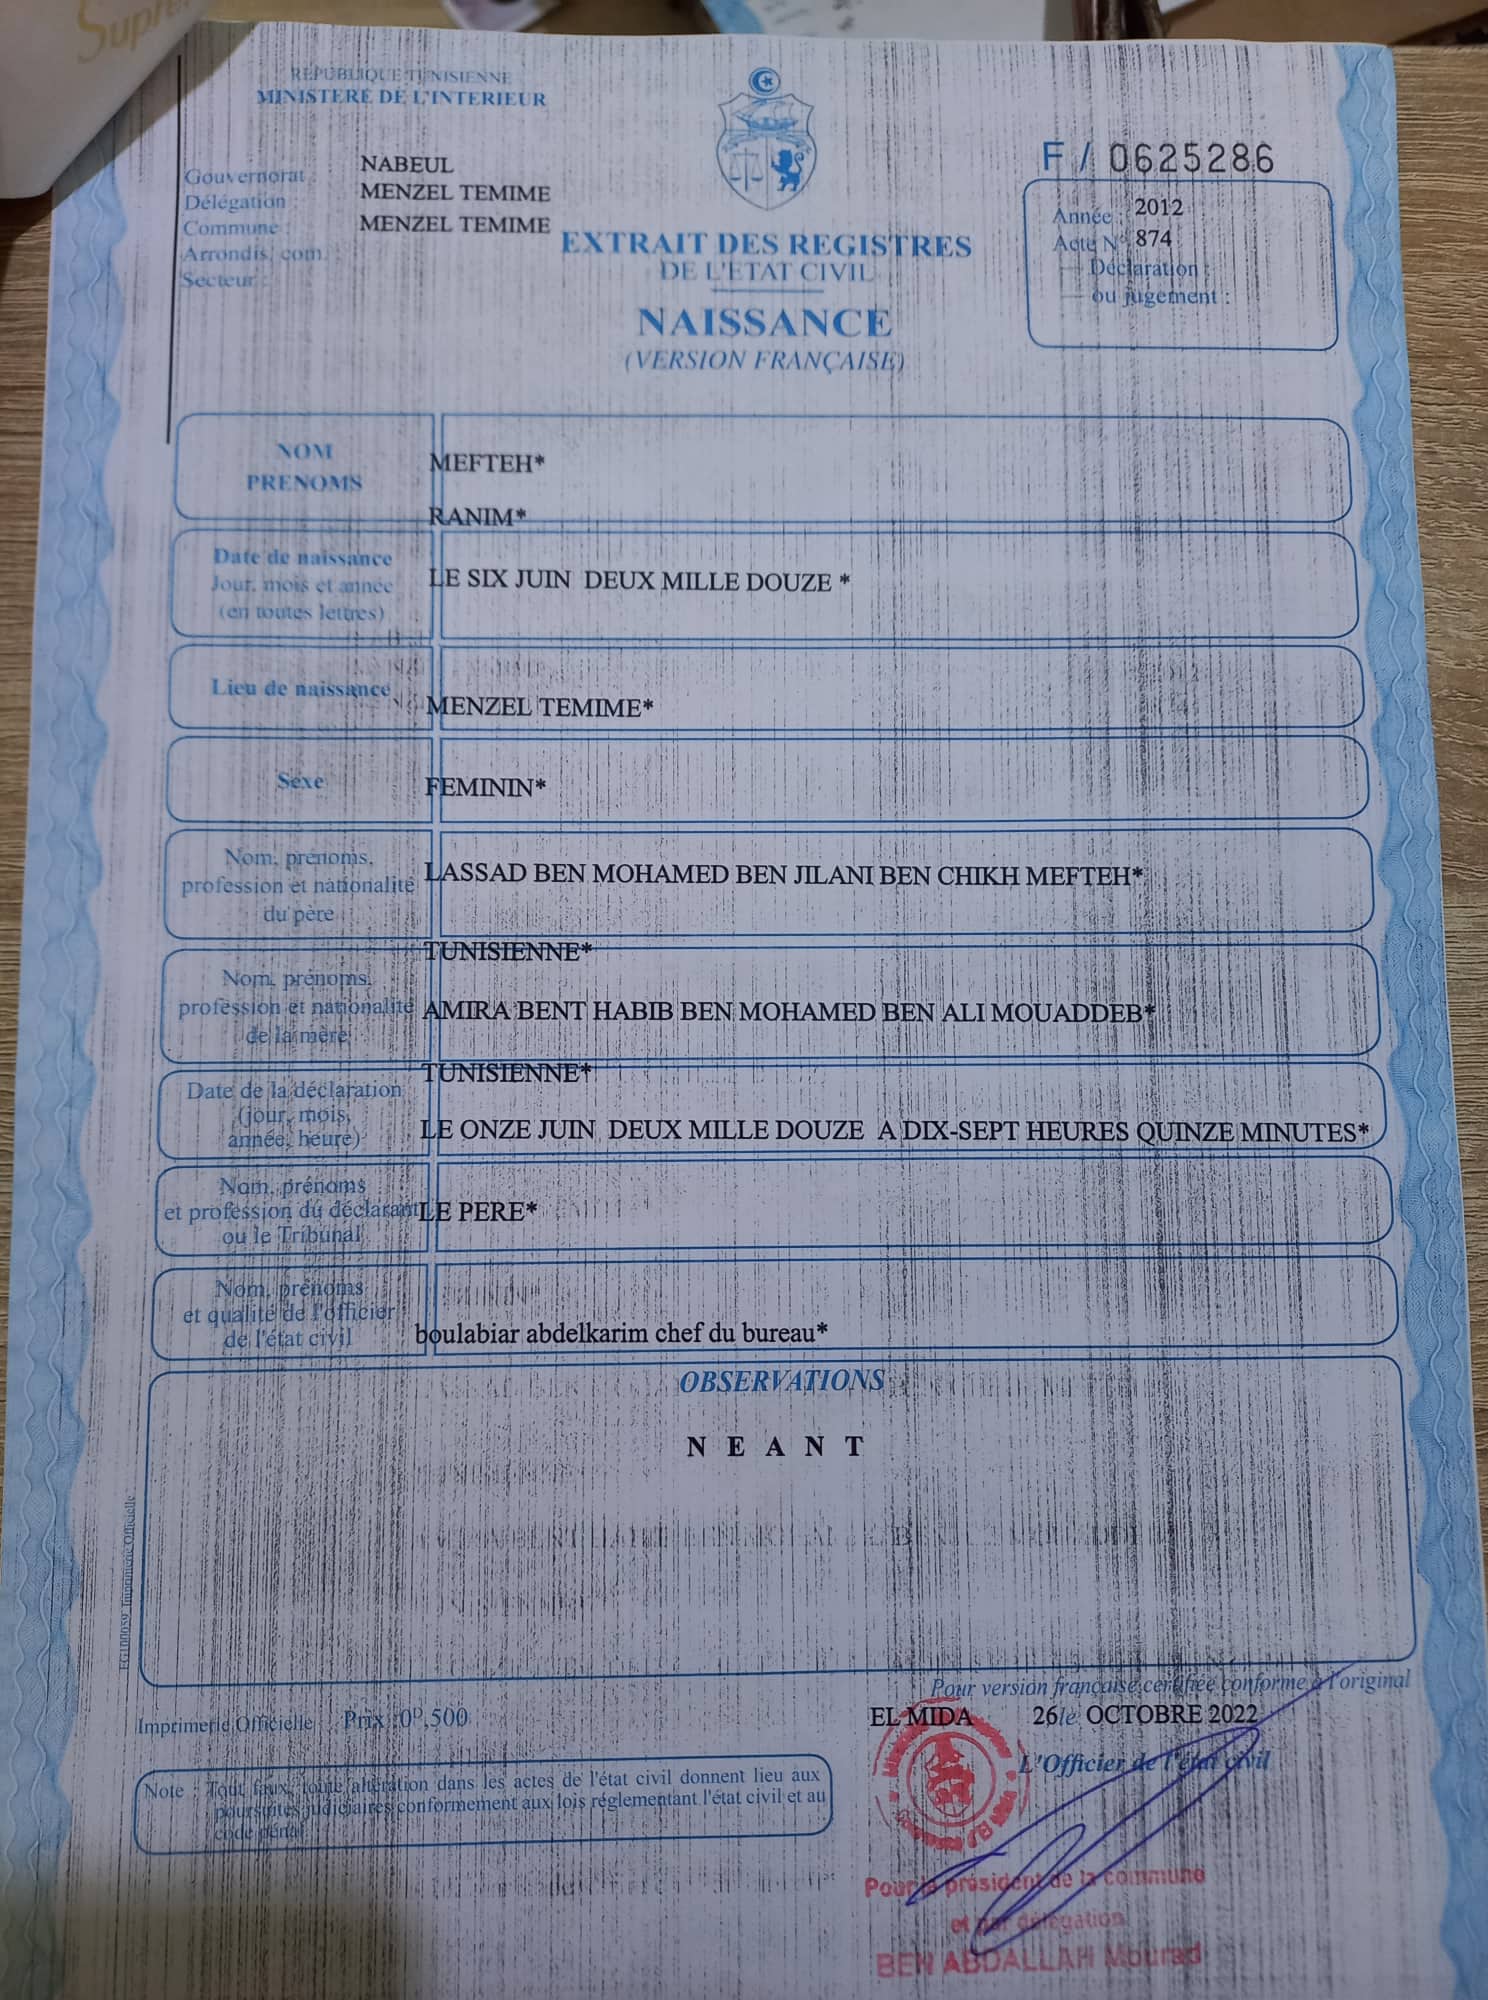 Supre
REPUBLIQUE TUNISIENNE
MINISTERE DE L'INTERIEUR
F / 0625286
Gouvernorat : NABEUL
Délégation : MENZEL TEMIME
Commune : MENZEL TEMIME
Arrondis. com. :
Secteur :
Année : 2012
Acte N° 874
— Déclaration :
— ou jugement :
EXTRAIT DES REGISTRES
DE L'ETAT CIVIL
NAISSANCE
(VERSION FRANÇAISE)
NOM
PRENOMS
MEFTEH*
RANIM*
Date de naissance
Jour, mois et année
(en toutes lettres)
LE SIX JUIN DEUX MILLE DOUZE *
Lieu de naissance
MENZEL TEMIME*
Sexe
FEMININ*
Nom, prénoms,
profession et nationalité
du père
LASSAD BEN MOHAMED BEN JILANI BEN CHIKH MEFTEH*
TUNISIENNE*
Nom, prénoms,
profession et nationalité
de la mère
AMIRA BENT HABIB BEN MOHAMED BEN ALI MOUADDEB*
TUNISIENNE*
Date de la déclaration
(jour, mois,
année, heure)
LE ONZE JUIN DEUX MILLE DOUZE A DIX-SEPT HEURES QUINZE MINUTES*
Nom, prénoms
et profession du déclarant
ou le Tribunal
LE PERE*
Nom, prénoms
et qualité de l'officier
de l'état civil
boulabiar abdelkarim chef du bureau*
OBSERVATIONS
N E A N T
EG100059 Imprimerie Officielle
Pour version française certifiée conforme à l'original
EL MIDA 26 le OCTOBRE 2022
L'Officier de l'état civil
Imprimerie Officielle Prix : 0ᴰ,500
Note : Tout faux, toute altération dans les actes de l'état civil donnent lieu aux
poursuites judiciaires conformement aux lois réglementant l'état civil et au
code pénal
Pour le président de la commune
et par délégation
BEN ABDALLAH Mourad